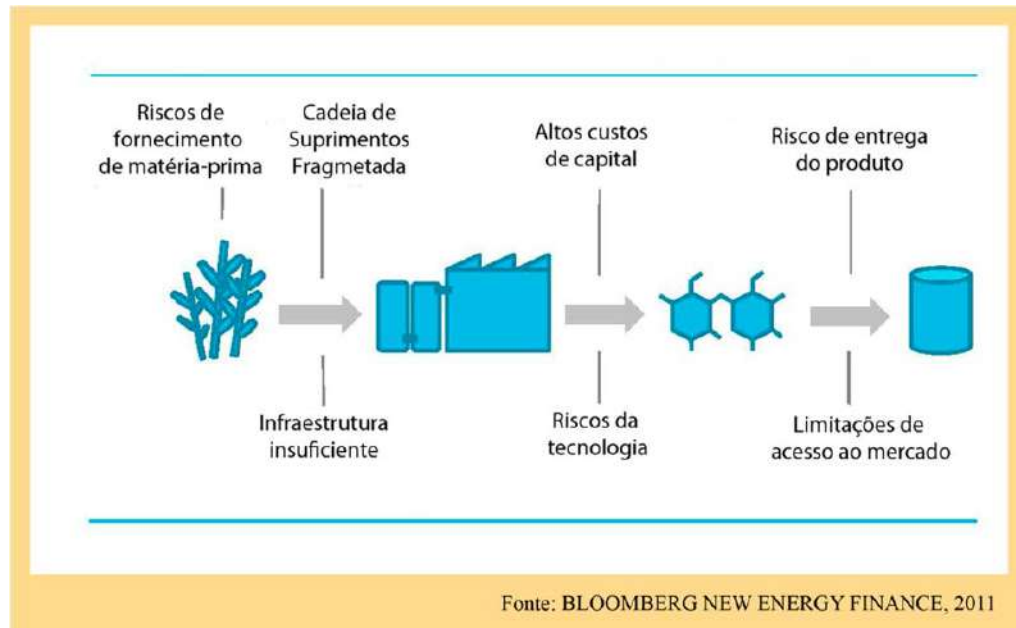 Riscos de
fornecimento
de matéria-prima
Cadeia de
Suprimentos
Fragmetada
Altos custos
de capital
Risco de entrega
do produto
Infraestrutura
insuficiente
Riscos da
tecnologia
Limitações de
acesso ao mercado
Fonte: BLOOMBERG NEW ENERGY FINANCE, 2011